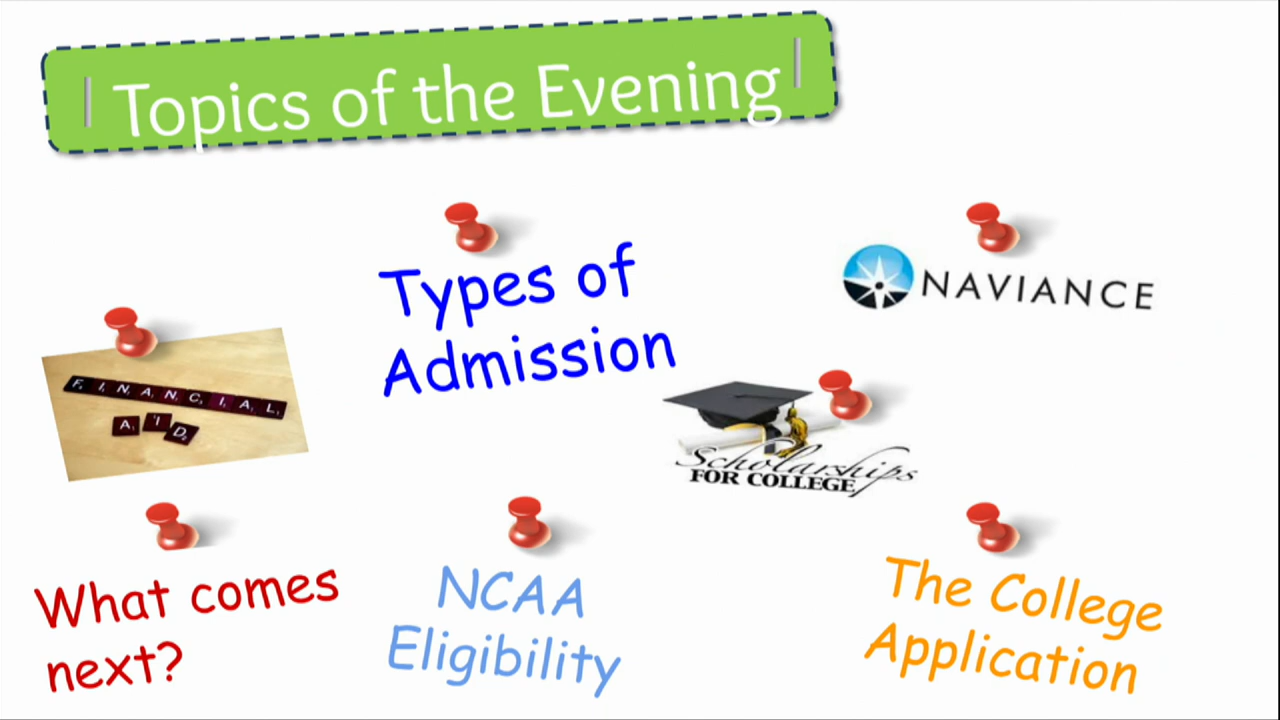 Topics of the Evening
Types of
Admission
NAVIANCE
FINANCIAL
AID
Scholarships
FOR COLLEGE
What comes
next?
NCAA
Eligibility
The College
Application